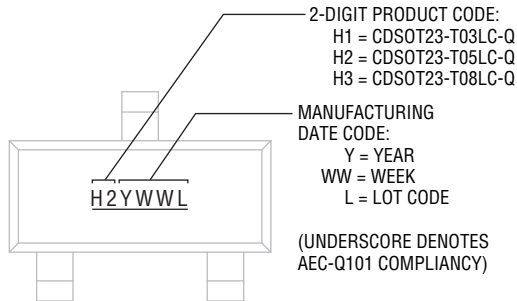 2-DIGIT PRODUCT CODE:
H1 = CDSOT23-T03LC-Q
H2 = CDSOT23-T05LC-Q
H3 = CDSOT23-T08LC-Q
MANUFACTURING
DATE CODE:
Y = YEAR
WW = WEEK
L = LOT CODE
(UNDERSCORE DENOTES
AEC-Q101 COMPLIANCY)
H2YWWL